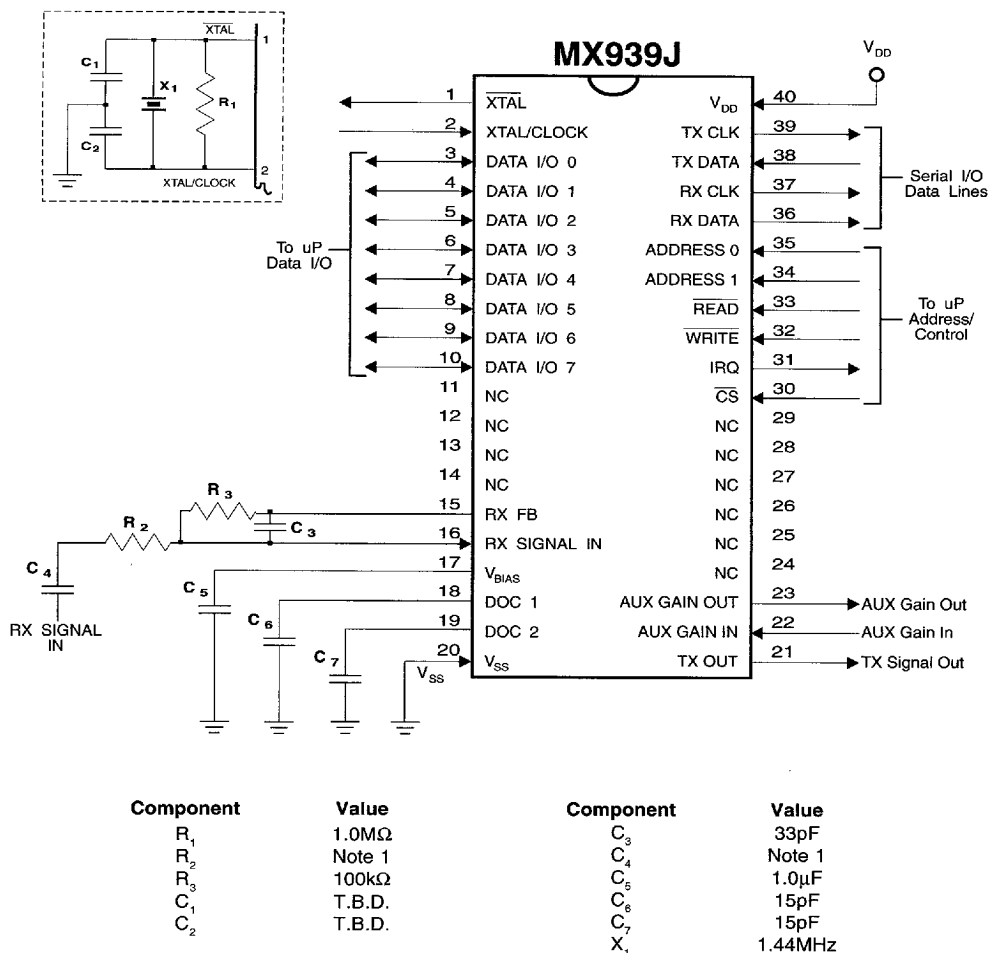 MX939J
XTAL
1
C1
X1
R1
C2
2
XTAL/CLOCK
VDD
1 XTAL
2 XTAL/CLOCK
3 DATA I/O 0
4 DATA I/O 1
5 DATA I/O 2
6 DATA I/O 3
7 DATA I/O 4
8 DATA I/O 5
9 DATA I/O 6
10 DATA I/O 7
To uP
Data I/O
11 NC
12 NC
13 NC
14 NC
15 RX FB
16 RX SIGNAL IN
17 VBIAS
18 DOC 1
19 DOC 2
20 VSS
R3
R2
C3
C4
C5
C6
C7
VSS
RX SIGNAL
IN
VDD 40
TX CLK 39
TX DATA 38
RX CLK 37
RX DATA 36
Serial I/O
Data Lines
ADDRESS 0 35
ADDRESS 1 34
READ 33
WRITE 32
IRQ 31
CS 30
To uP
Address/
Control
NC 29
NC 28
NC 27
NC 26
NC 25
NC 24
AUX GAIN OUT 23 AUX Gain Out
AUX GAIN IN 22 AUX Gain In
TX OUT 21 TX Signal Out
Component Value
R1 1.0MΩ
R2 Note 1
R3 100kΩ
C1 T.B.D.
C2 T.B.D.
Component Value
C3 33pF
C4 Note 1
C5 1.0µF
C6 15pF
C7 15pF
X1 1.44MHz